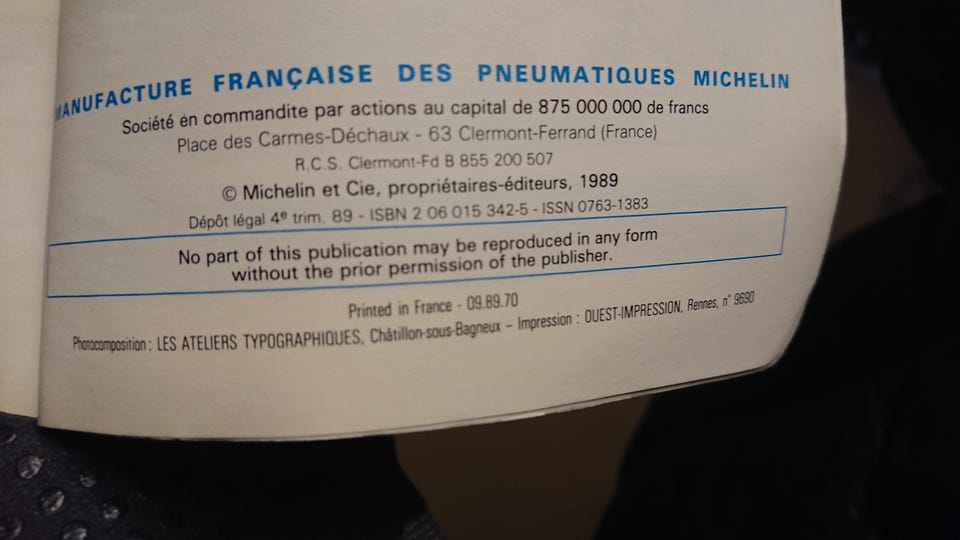 MANUFACTURE FRANÇAISE DES PNEUMATIQUES MICHELIN
Société en commandite par actions au capital de 875 000 000 de francs
Place des Carmes-Déchaux - 63 Clermont-Ferrand (France)
R.C.S. Clermont-Fd B 855 200 507
© Michelin et Cie, propriétaires-éditeurs, 1989
Dépôt légal 4e trim. 89 - ISBN 2 06 015 342-5 - ISSN 0763-1383
No part of this publication may be reproduced in any form
without the prior permission of the publisher.
Printed in France - 09.89.70
Photocomposition : LES ATELIERS TYPOGRAPHIQUES, Châtillon-sous-Bagneux – Impression : OUEST-IMPRESSION, Rennes, n° 9690